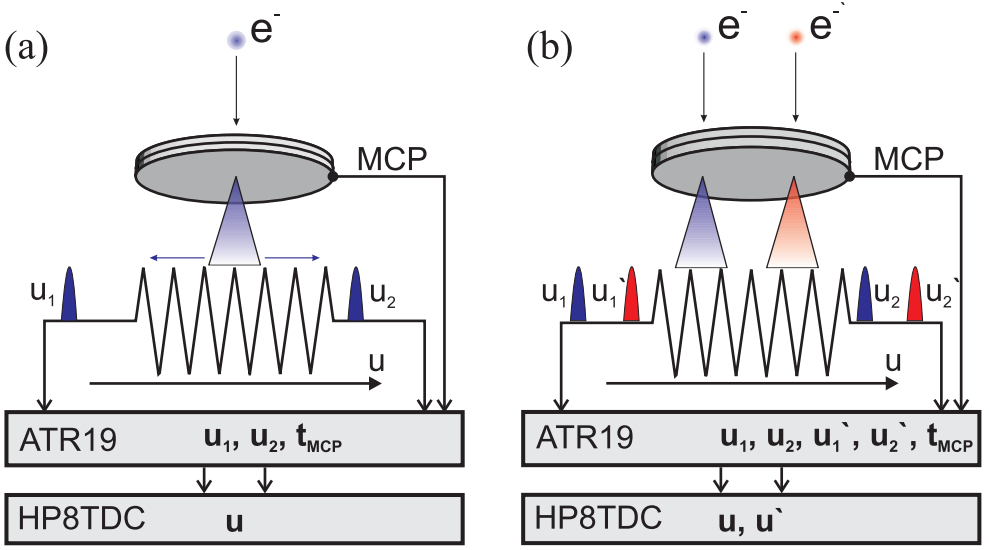 (a)
e-
MCP
u1
u2
u
ATR19 u1, u2, tMCP
HP8TDC u
(b)
e-
e-`
MCP
u1
u1`
u2
u2`
u
ATR19 u1, u2, u1`, u2`, tMCP
HP8TDC u, u`